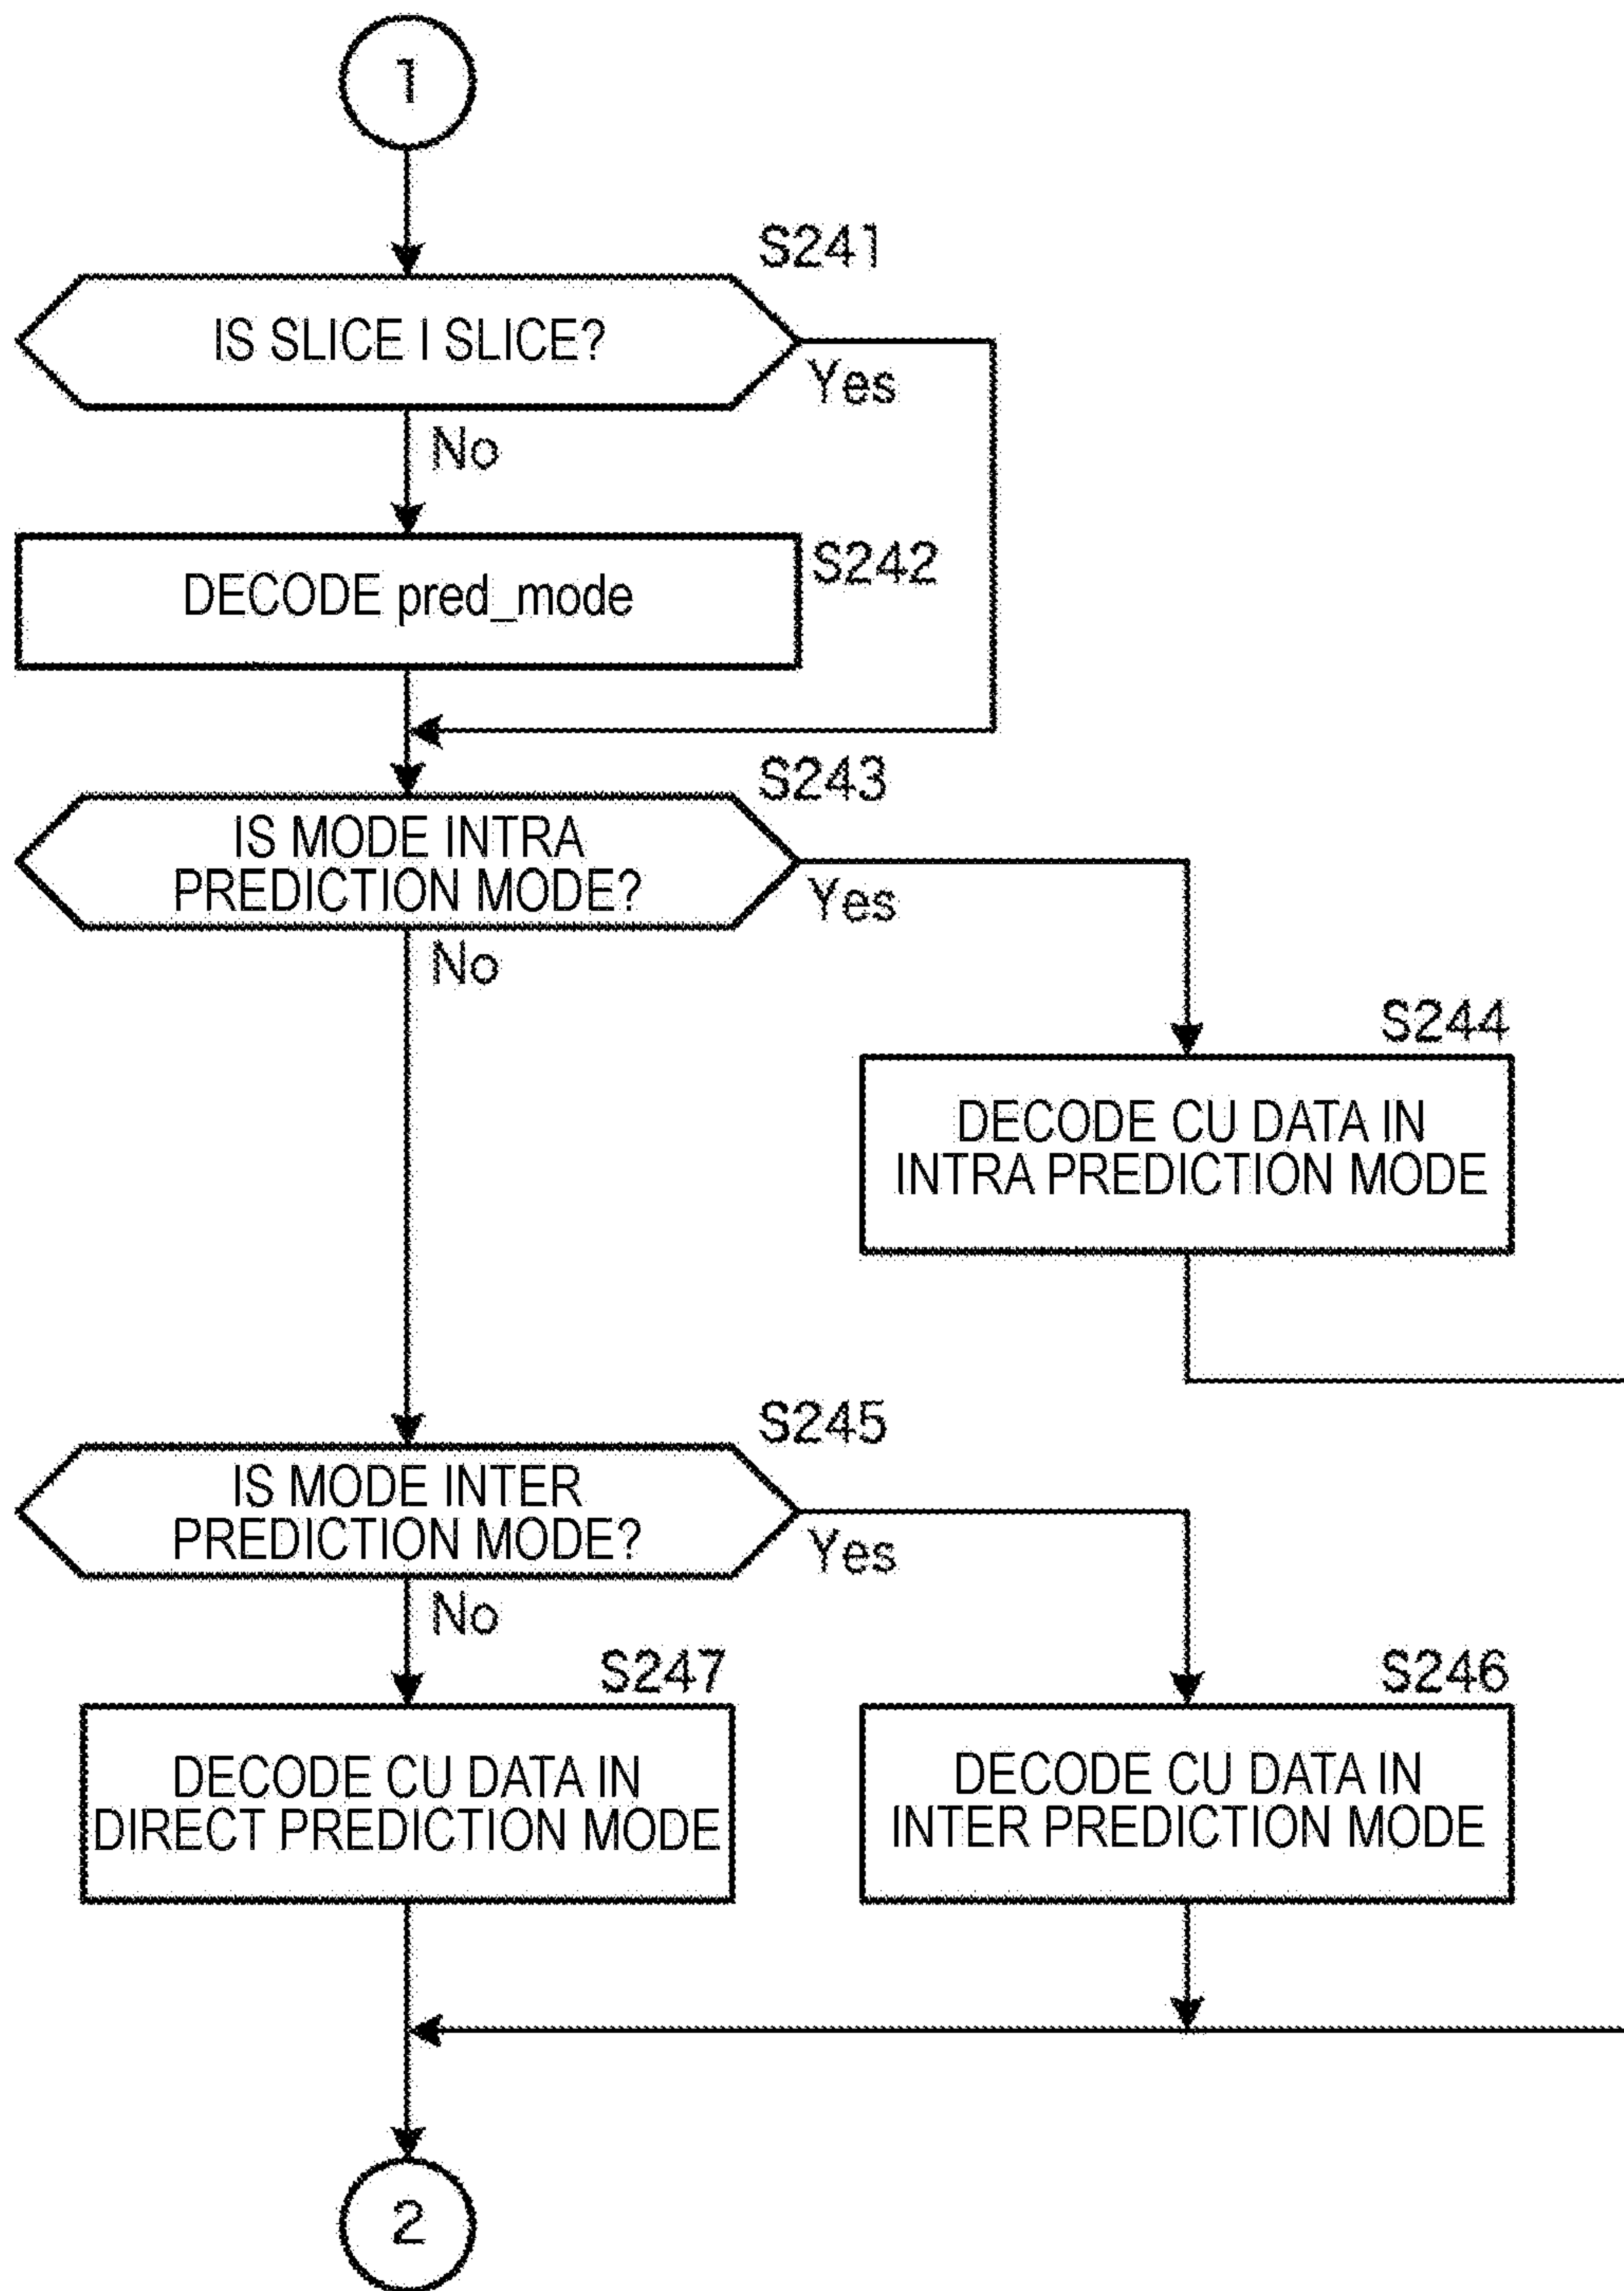 1
S241
IS SLICE I SLICE?
Yes
No
S242
DECODE pred_mode
S243
IS MODE INTRA
PREDICTION MODE?
Yes
No
S244
DECODE CU DATA IN
INTRA PREDICTION MODE
S245
IS MODE INTER
PREDICTION MODE?
Yes
No
S247
DECODE CU DATA IN
DIRECT PREDICTION MODE
S246
DECODE CU DATA IN
INTER PREDICTION MODE
2